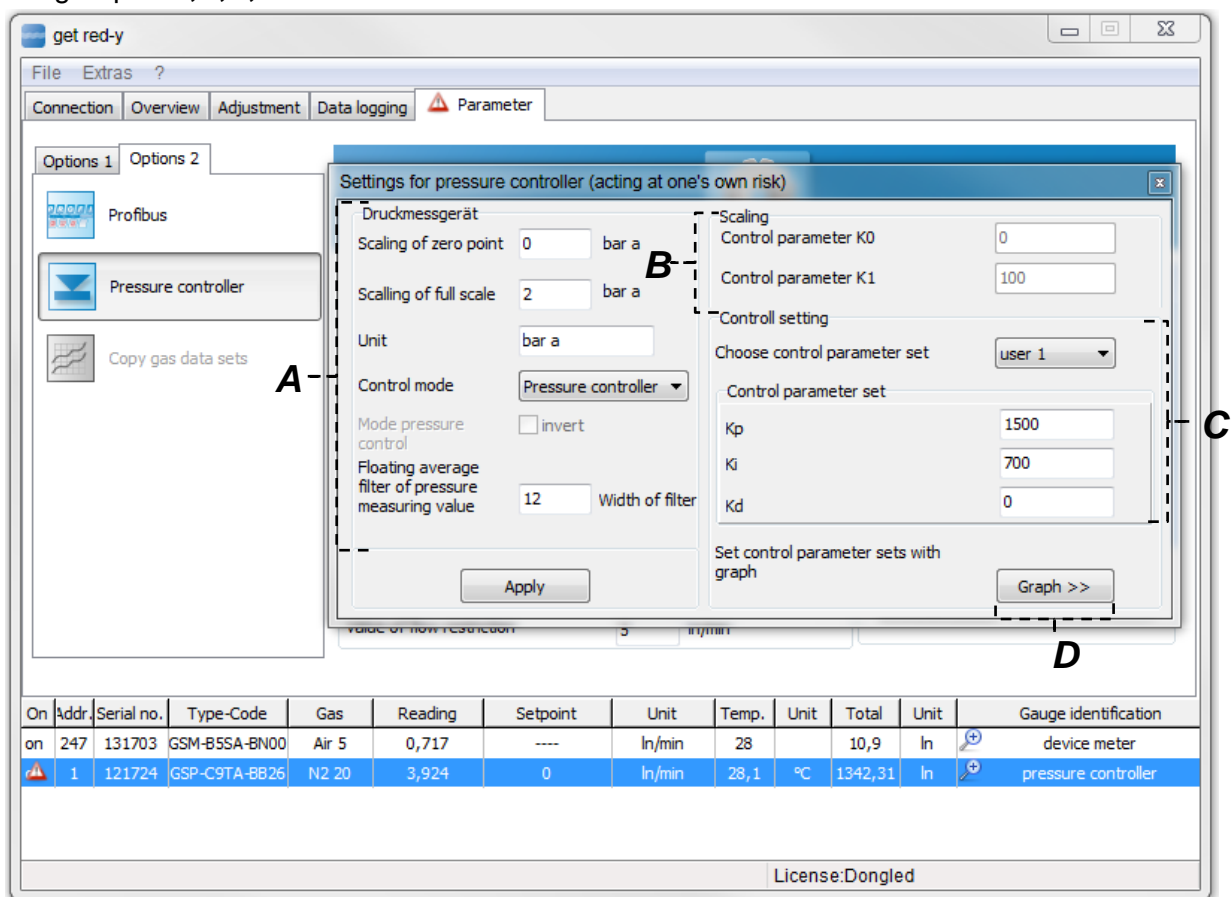 get red-y
File Extras ?
Connection Overview Adjustment Data logging Parameter
Options 1 Options 2
Profibus
Pressure controller
Copy gas data sets
Settings for pressure controller (acting at one's own risk)
Druckmessgerät
Scaling of zero point 0 bar a
Scalling of full scale 2 bar a
Unit bar a
Control mode Pressure controller
Mode pressure
control
invert
Floating average
filter of pressure
measuring value
12 Width of filter
Apply
A
Scaling
Control parameter K0 0
Control parameter K1 100
B
Controll setting
Choose control parameter set user 1
Control parameter set
Kp 1500
Ki 700
Kd 0
C
Set control parameter sets with
graph
Graph >>
D
value of flow restriction 5 ln/min
On Addr. Serial no. Type-Code Gas Reading Setpoint Unit Temp. Unit Total Unit Gauge identification
on 247 131703 GSM-B5SA-BN00 Air 5 0,717 ---- ln/min 28 10,9 ln device meter
1 121724 GSP-C9TA-BB26 N2 20 3,924 0 ln/min 28,1 °C 1342,31 ln pressure controller
License:Dongled